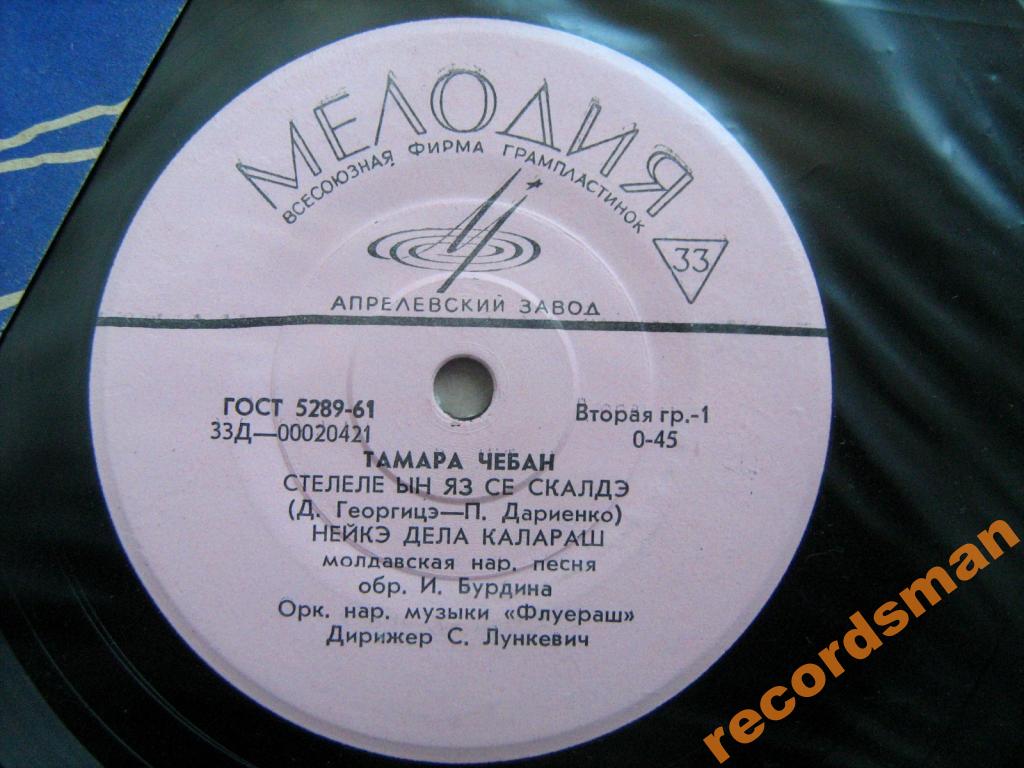 МЕЛОДИЯ
ВСЕСОЮЗНАЯ ФИРМА ГРАМПЛАСТИНОК
33
АПРЕЛЕВСКИЙ ЗАВОД
ГОСТ 5289-61
33Д—00020421
Вторая гр.-1
0-45
ТАМАРА ЧЕБАН
СТЕЛЕЛЕ ЫН ЯЗ СЕ СКАЛДЭ
(Д. Георгицэ—П. Дариенко)
НЕЙКЭ ДЕЛА КАЛАРАШ
молдавская нар. песня
обр. И. Бурдина
Орк. нар. музыки «Флуераш»
Дирижер С. Лункевич
recordsman